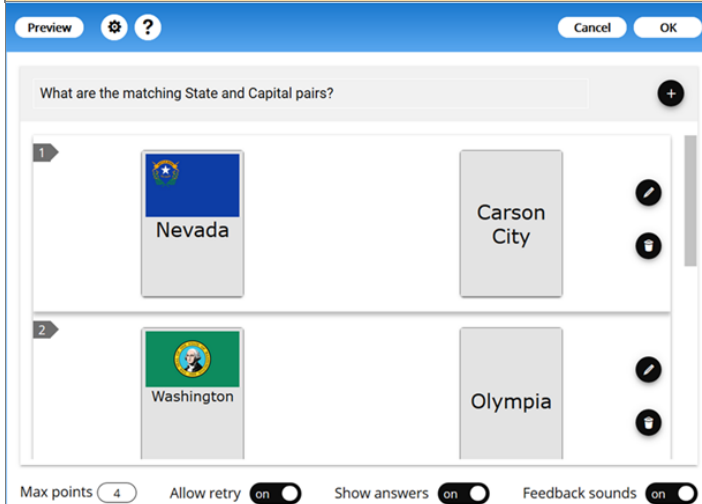 Preview ? Cancel OK
What are the matching State and Capital pairs?
1
Nevada
Carson
City
2
Washington
Olympia
Max points 4 Allow retry on Show answers on Feedback sounds on